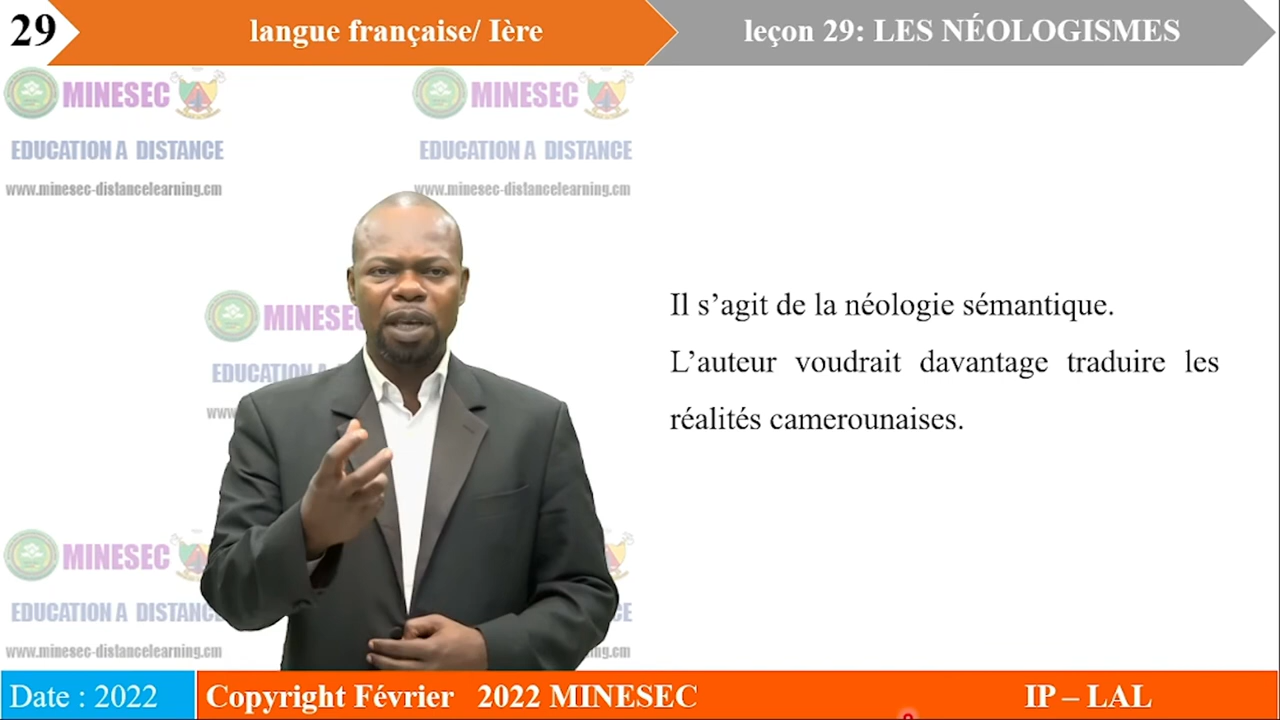 29
langue française/ Ière
leçon 29: LES NÉOLOGISMES
MINESEC
MINESEC
EDUCATION A DISTANCE
EDUCATION A DISTANCE
www.minesec-distancelearning.cm
www.minesec-distancelearning.cm
Il s’agit de la néologie sémantique.
L’auteur voudrait davantage traduire les
réalités camerounaises.
MINESEC
EDUCATION A
MINESEC
EDUCATION A DISTANCE
www.minesec-distancelearning.cm
Date : 2022
Copyright Février 2022 MINESEC
IP – LAL